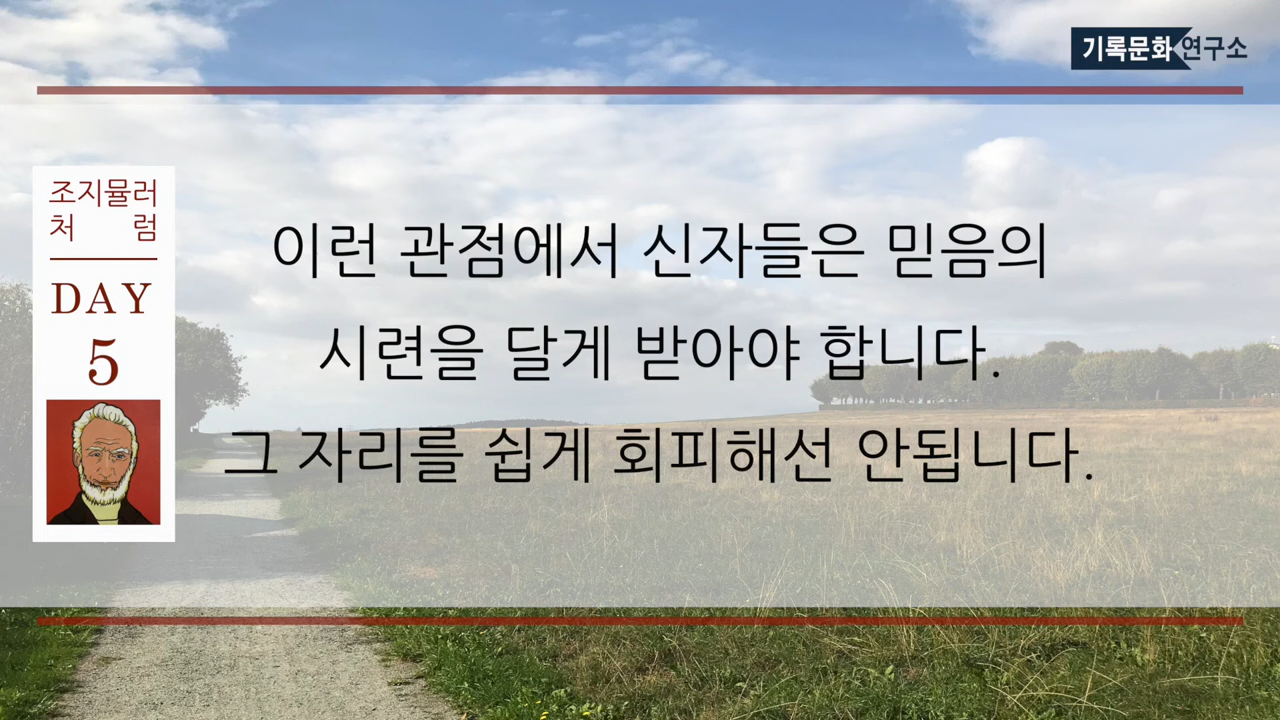 기록문화 연구소
조지뮬러
처 럼
DAY
5
이런 관점에서 신자들은 믿음의
시련을 달게 받아야 합니다.
그 자리를 쉽게 회피해선 안됩니다.